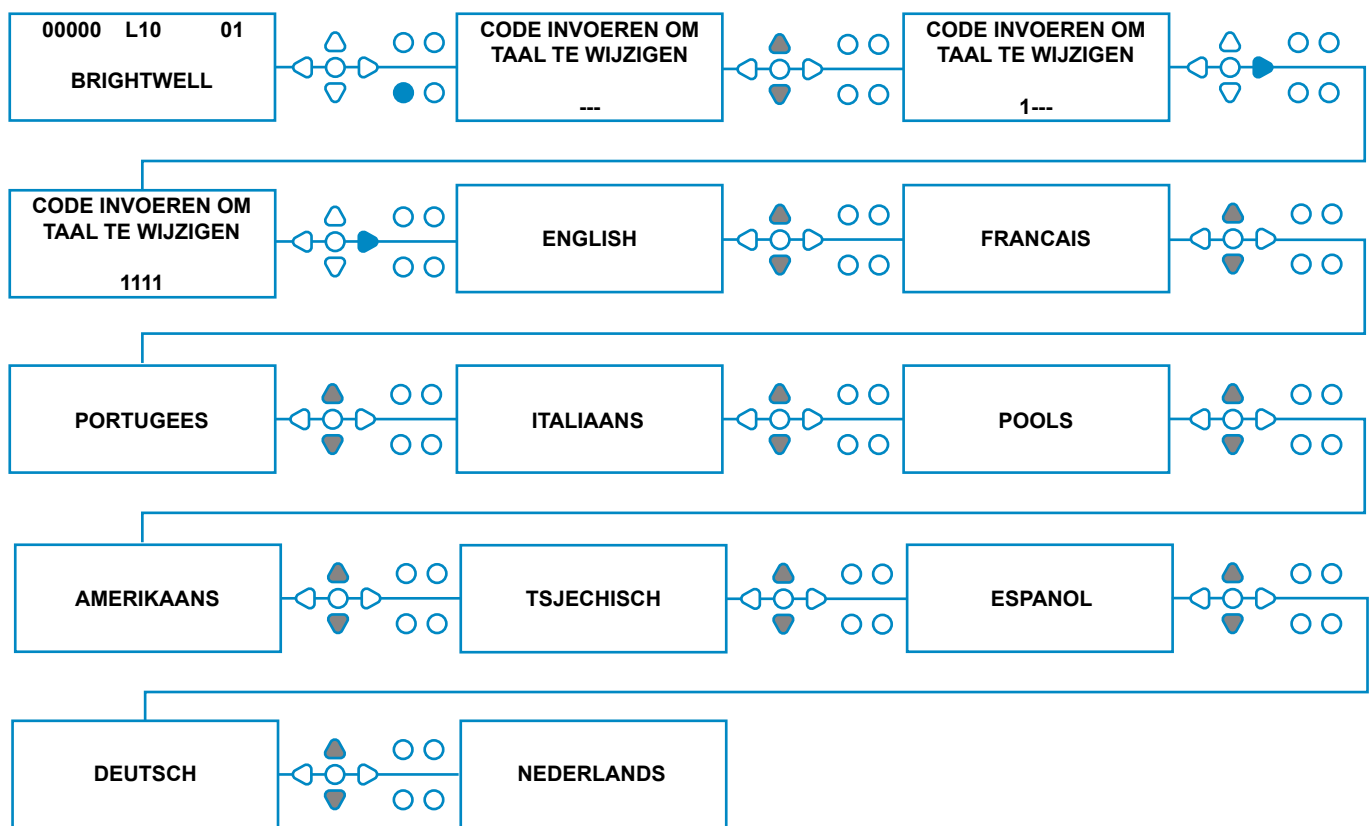 00000 L10 01
BRIGHTWELL
CODE INVOEREN OM
TAAL TE WIJZIGEN
---
CODE INVOEREN OM
TAAL TE WIJZIGEN
1---
CODE INVOEREN OM
TAAL TE WIJZIGEN
1111
ENGLISH
FRANCAIS
PORTUGEES
ITALIAANS
POOLS
AMERIKAANS
TSJECHISCH
ESPANOL
DEUTSCH
NEDERLANDS